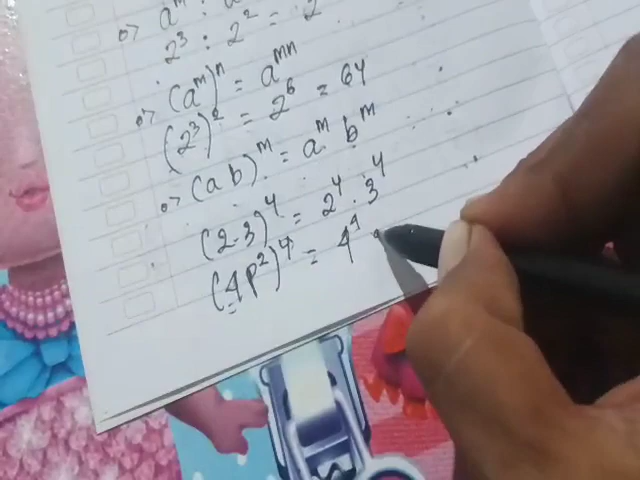 o> a^m :
2^3 : 2^2 = 2
o> (a^m)^n = a^mn
(2^3)^2 = 2^6 = 64
o> (ab)^m = a^m b^m
(2·3)^4 = 2^4 · 3^4
(4p^2)^4 = 4^4